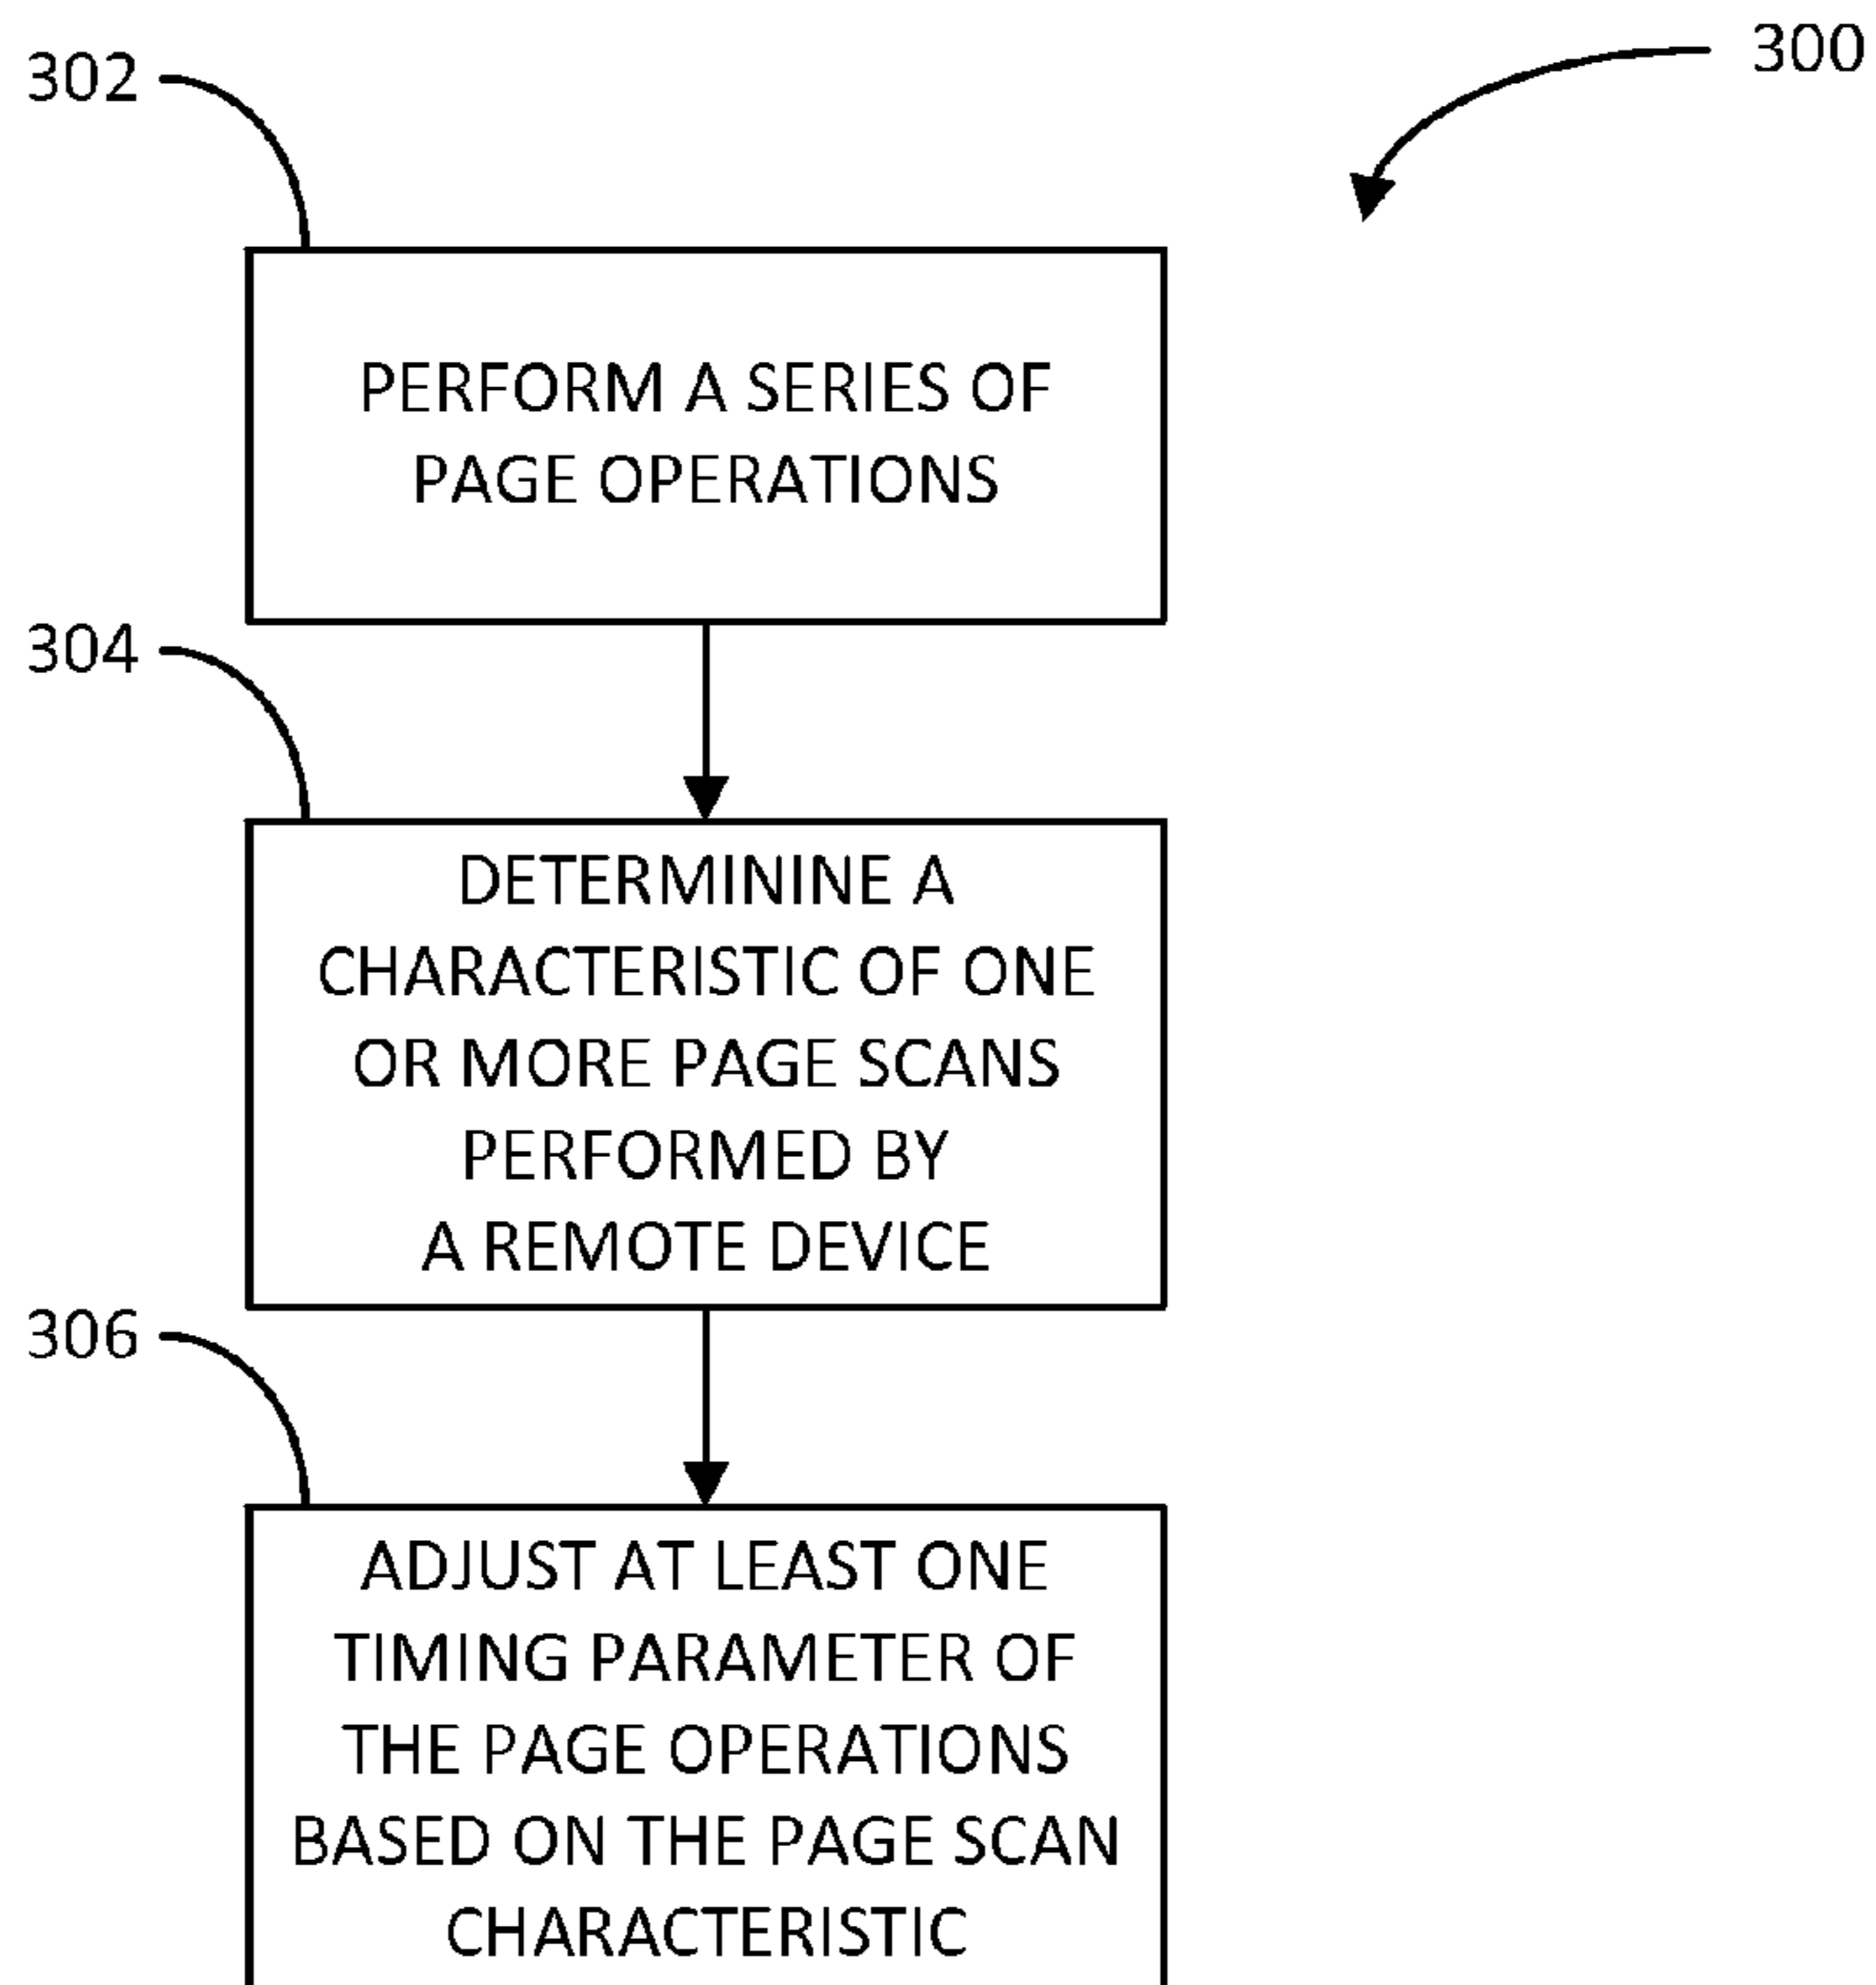 302
300
PERFORM A SERIES OF
PAGE OPERATIONS
304
DETERMININE A
CHARACTERISTIC OF ONE
OR MORE PAGE SCANS
PERFORMED BY
A REMOTE DEVICE
306
ADJUST AT LEAST ONE
TIMING PARAMETER OF
THE PAGE OPERATIONS
BASED ON THE PAGE SCAN
CHARACTERISTIC